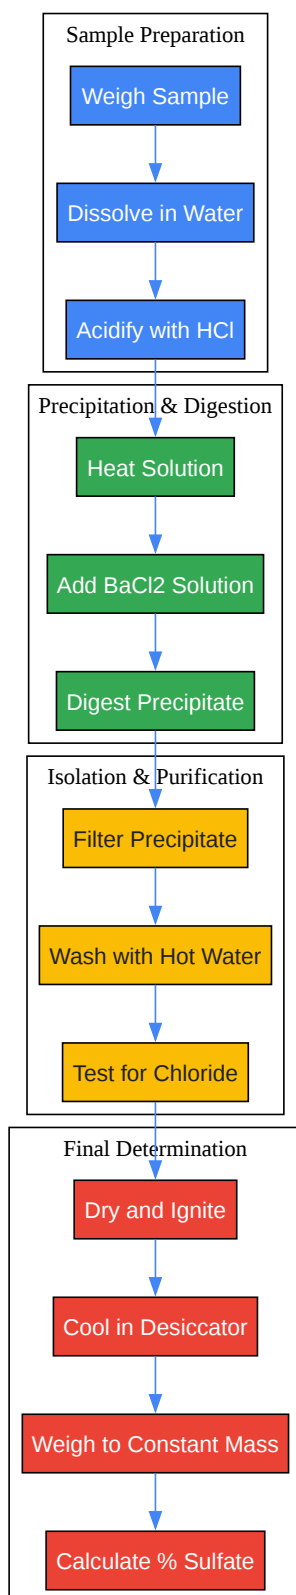 Sample Preparation
Weigh Sample
Dissolve in Water
Acidify with HCl
Precipitation & Digestion
Heat Solution
Add BaCl2 Solution
Digest Precipitate
Isolation & Purification
Filter Precipitate
Wash with Hot Water
Test for Chloride
Final Determination
Dry and Ignite
Cool in Desiccator
Weigh to Constant Mass
Calculate % Sulfate